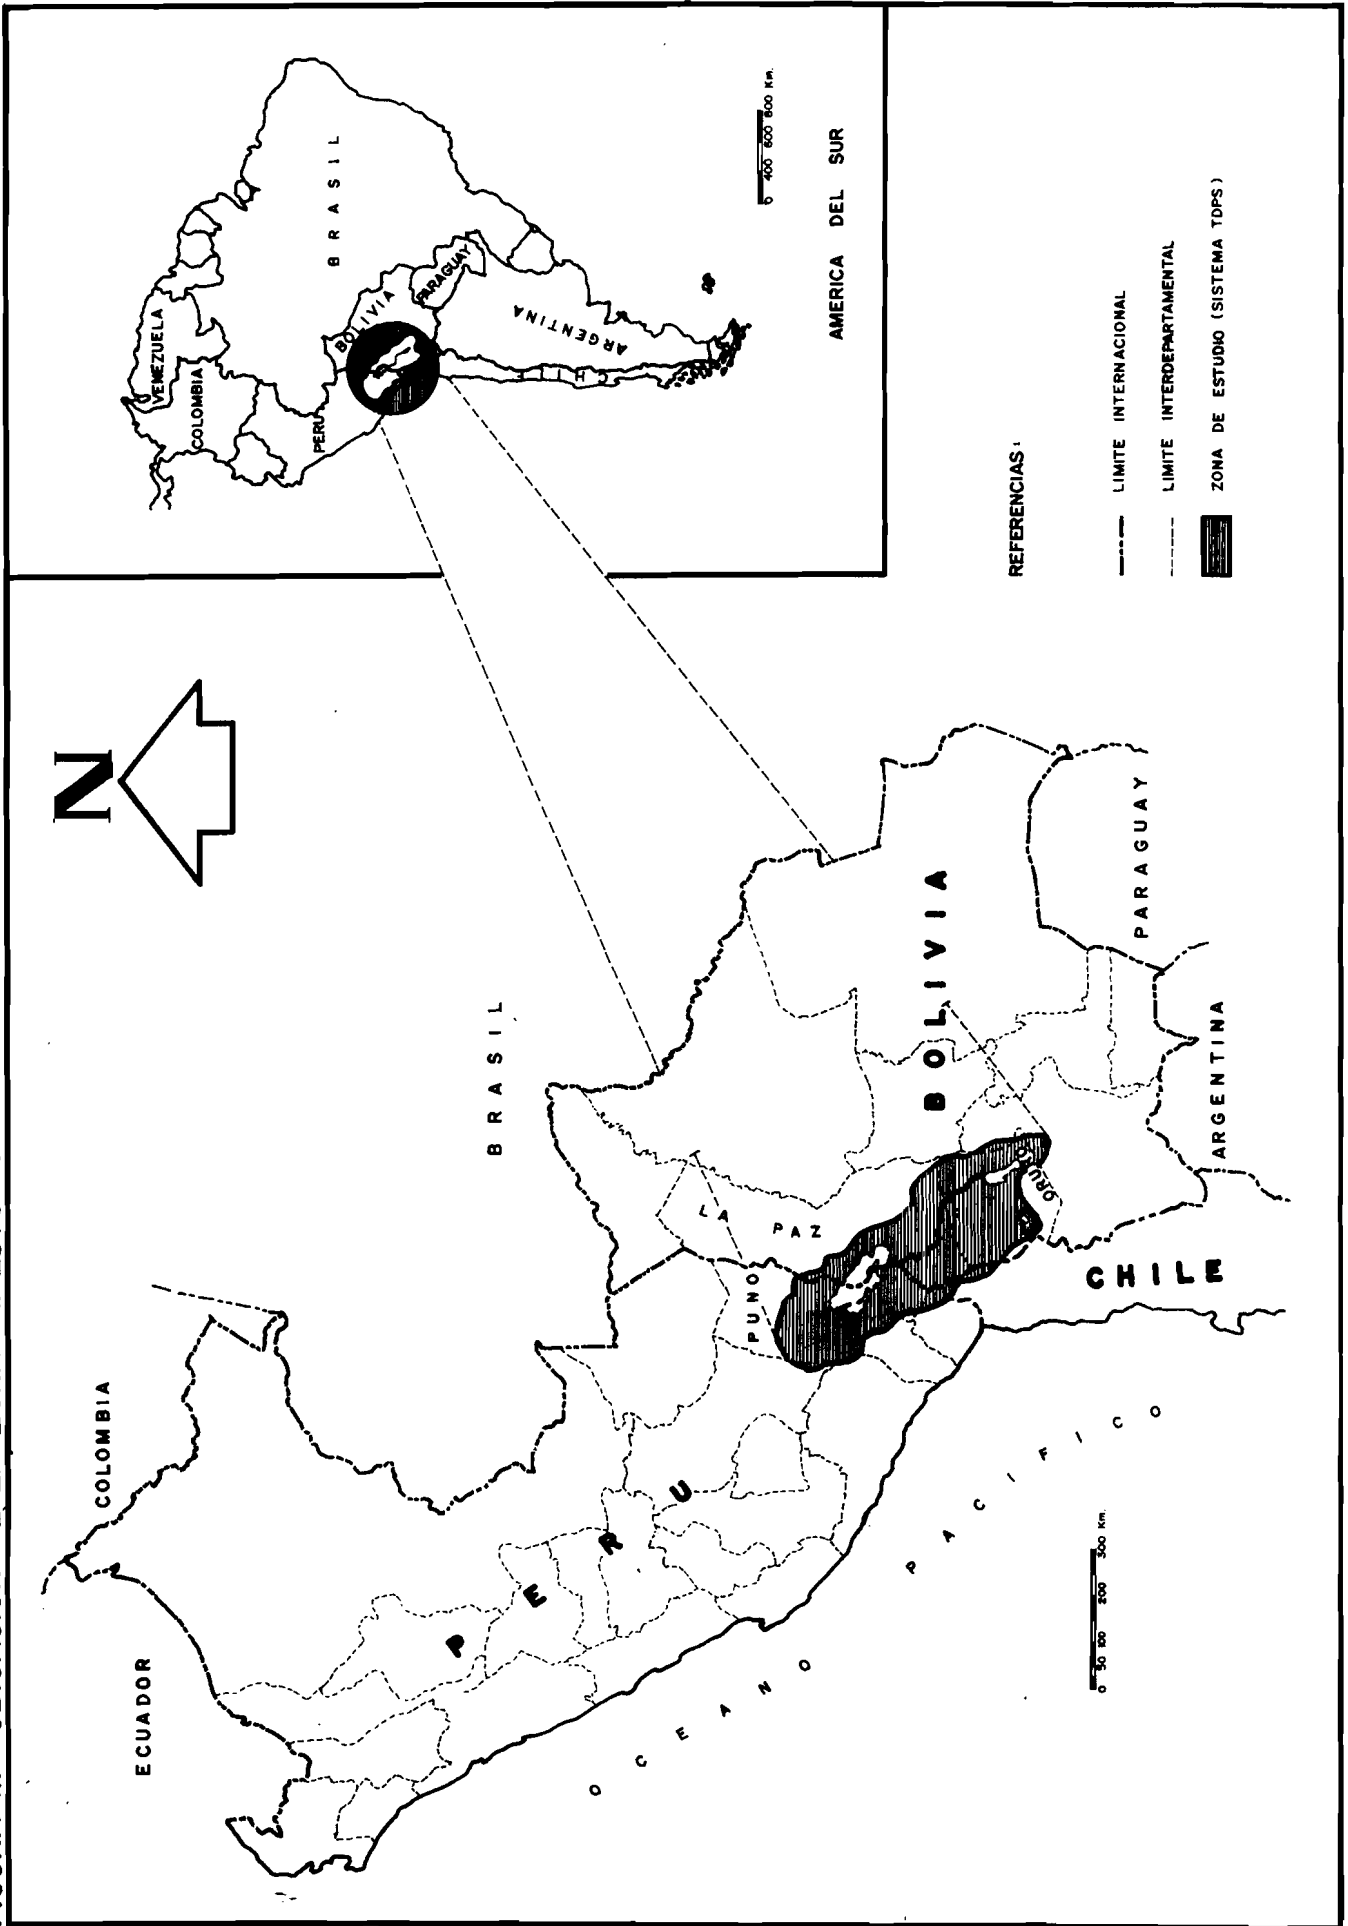 N
COLOMBIA
ECUADOR
BRASIL
PERU
BOLIVIA
LA PAZ
PUNO
ORURO
PARAGUAY
ARGENTINA
CHILE
OCEANO PACIFICO
0 50 100 200 300 Km.
VENEZUELA
COLOMBIA
BRASIL
PERU
BOLIVIA
PARAGUAY
ARGENTINA
CHILE
0 400 600 800 Km.
AMERICA DEL SUR
REFERENCIAS:
LIMITE INTERNACIONAL
LIMITE INTERDEPARTAMENTAL
ZONA DE ESTUDIO (SISTEMA TDPS)